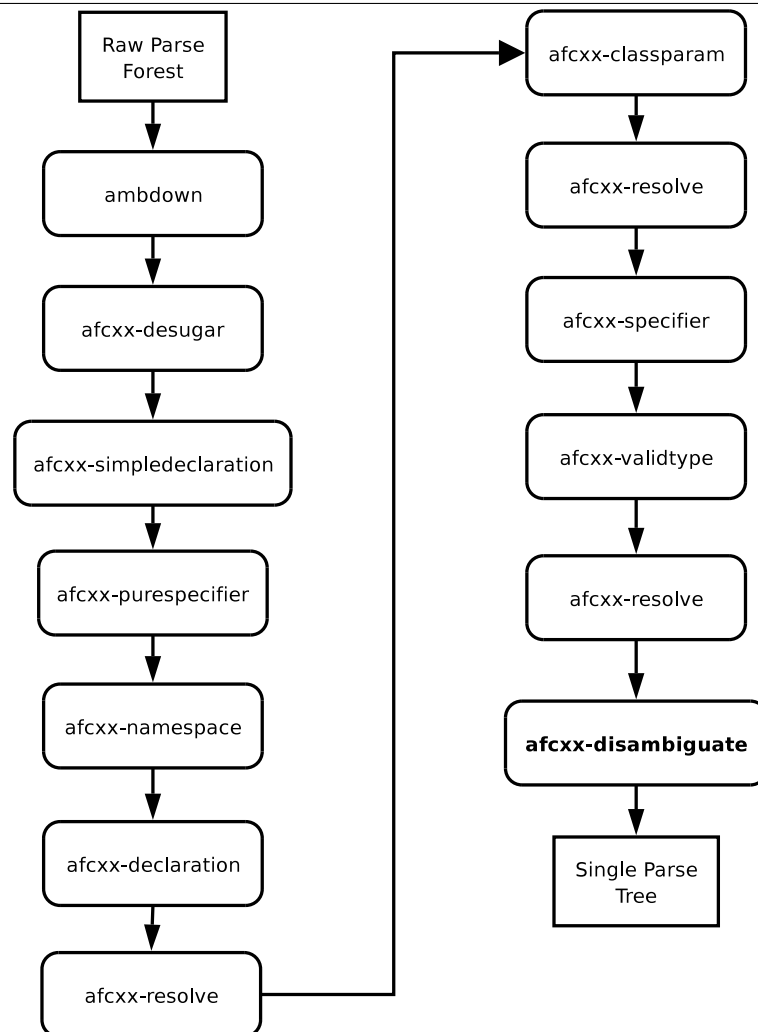 Raw Parse
Forest
ambdown
afcxx-desugar
afcxx-simpledeclaration
afcxx-purespecifier
afcxx-namespace
afcxx-declaration
afcxx-resolve
afcxx-classparam
afcxx-resolve
afcxx-specifier
afcxx-validtype
afcxx-resolve
afcxx-disambiguate
Single Parse
Tree